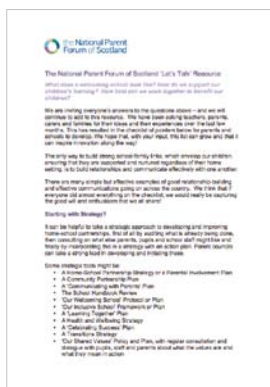 the National Parent
Forum of Scotland
The National Parent Forum of Scotland 'Let's Talk' Resource
What does a welcoming school look like? How do we support our
children's learning? How best can we work together to benefit our
children?
We are inviting everyone's answers to the questions above – and we will
continue to add to this resource. We have been asking teachers, parents,
carers and families for their ideas and their experiences over the last few
months. This has resulted in the checklist of pointers below for parents and
schools to develop. We hope that, with your input, this list can grow and that it
can inspire innovation along the way!
The only way to build strong school-family links, which envelop our children,
ensuring that they are supported and nurtured regardless of their home
setting, is to build relationships and communicate effectively with one another.
There are many simple but effective examples of good relationship-building
and effective communications going on across the country. We think that if
everyone did almost everything on the checklist, we would really be capturing
the good will and enthusiasm that we all share!
Starting with Strategy?
It can be helpful to take a strategic approach to developing and improving
home-school partnerships, first of all by auditing what is already being done,
then consulting on what else parents, pupils and school staff might like and
finally by incorporating this in a strategy with an action plan. Parent councils
can take a strong lead in developing and initiating these.
Some strategic tools might be:
• A Home-School Partnership Strategy or a Parental Involvement Plan
• A Community Partnership Plan
• A 'Communicating with Parents' Plan
• The School Handbook Review
• 'Our Welcoming School' Protocol or Plan
• 'Our Inclusive School' Framework or Plan
• A 'Learning Together' Plan
• A Health and Wellbeing Strategy
• A 'Celebrating Success' Plan
• A Transitions Strategy
• 'Our Shared Values' Policy and Plan, with regular consultation and
dialogue with pupils, staff and parents about what the values are and
what they mean in action